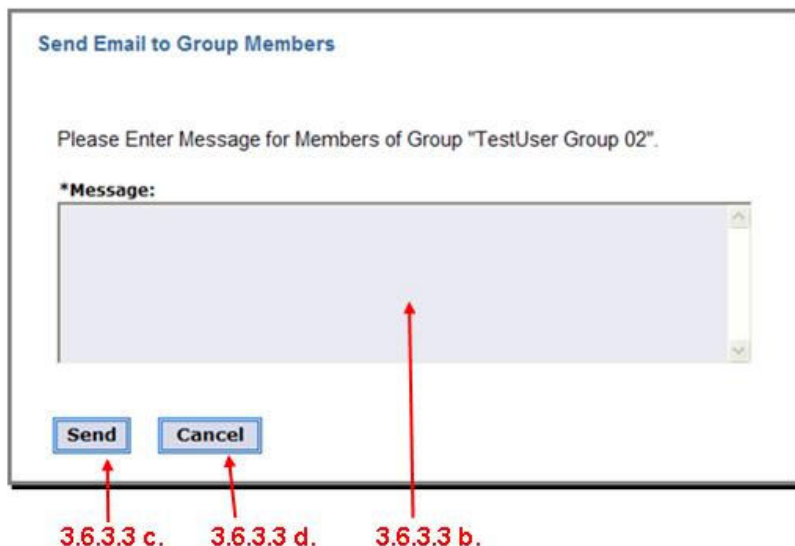 Send Email to Group Members
Please Enter Message for Members of Group "TestUser Group 02".
*Message:
Send Cancel
3.6.3.3 c. 3.6.3.3 d. 3.6.3.3 b.